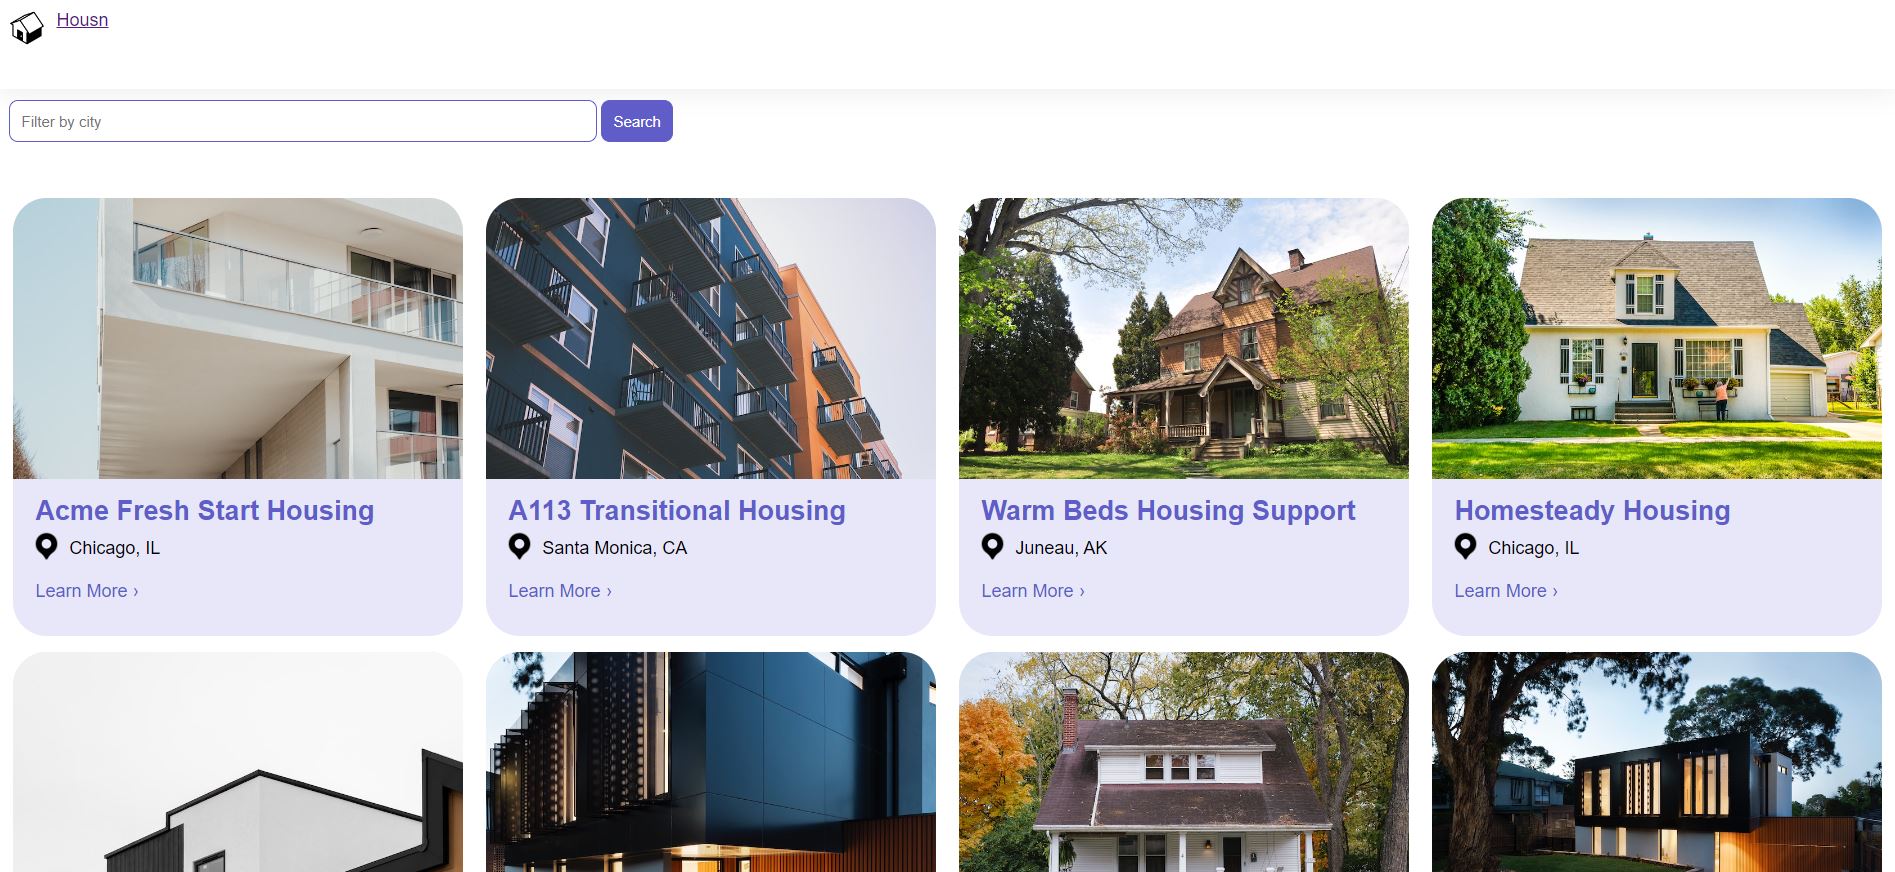 Housn
Filter by city
Search
Acme Fresh Start Housing
Chicago, IL
Learn More ›
A113 Transitional Housing
Santa Monica, CA
Learn More ›
Warm Beds Housing Support
Juneau, AK
Learn More ›
Homesteady Housing
Chicago, IL
Learn More ›